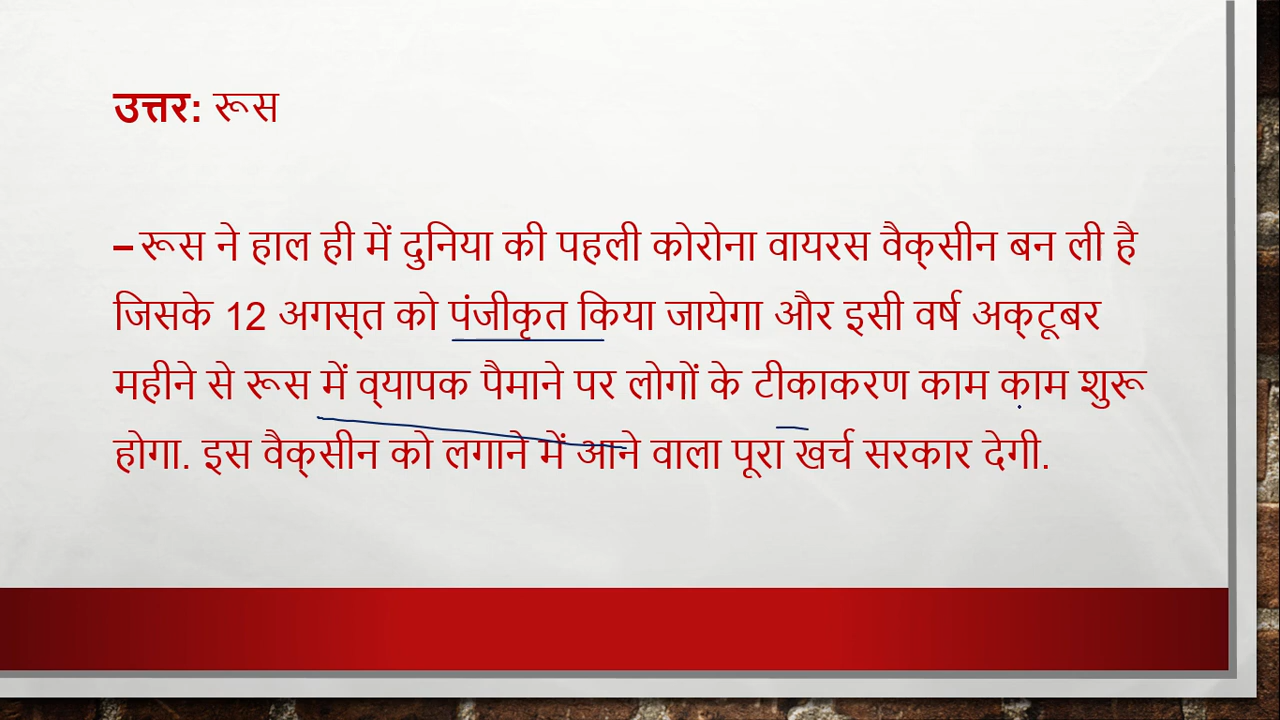 उत्तर: रूस
– रूस ने हाल ही में दुनिया की पहली कोरोना वायरस वैक्सीन बन ली है
जिसके 12 अगस्त को पंजीकृत किया जायेगा और इसी वर्ष अक्टूबर
महीने से रूस में व्यापक पैमाने पर लोगों के टीकाकरण काम काम शुरू
होगा. इस वैक्सीन को लगाने में आने वाला पूरा खर्च सरकार देगी.